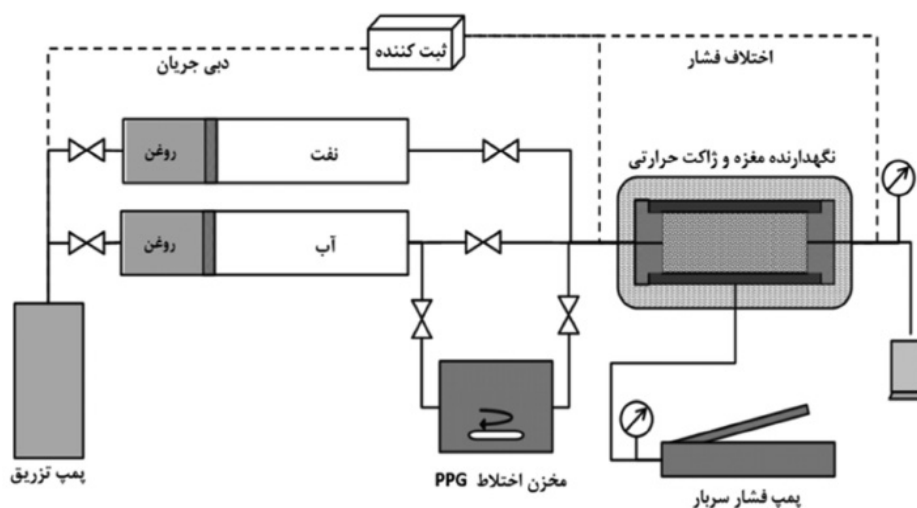 ثبت کننده
دبی جریان
اختلاف فشار
روغن
نفت
نگهدارنده مغزه و ژاکت حرارتی
روغن
آب
پمپ تزریق
مخزن اختلاط PPG
پمپ فشار سربار